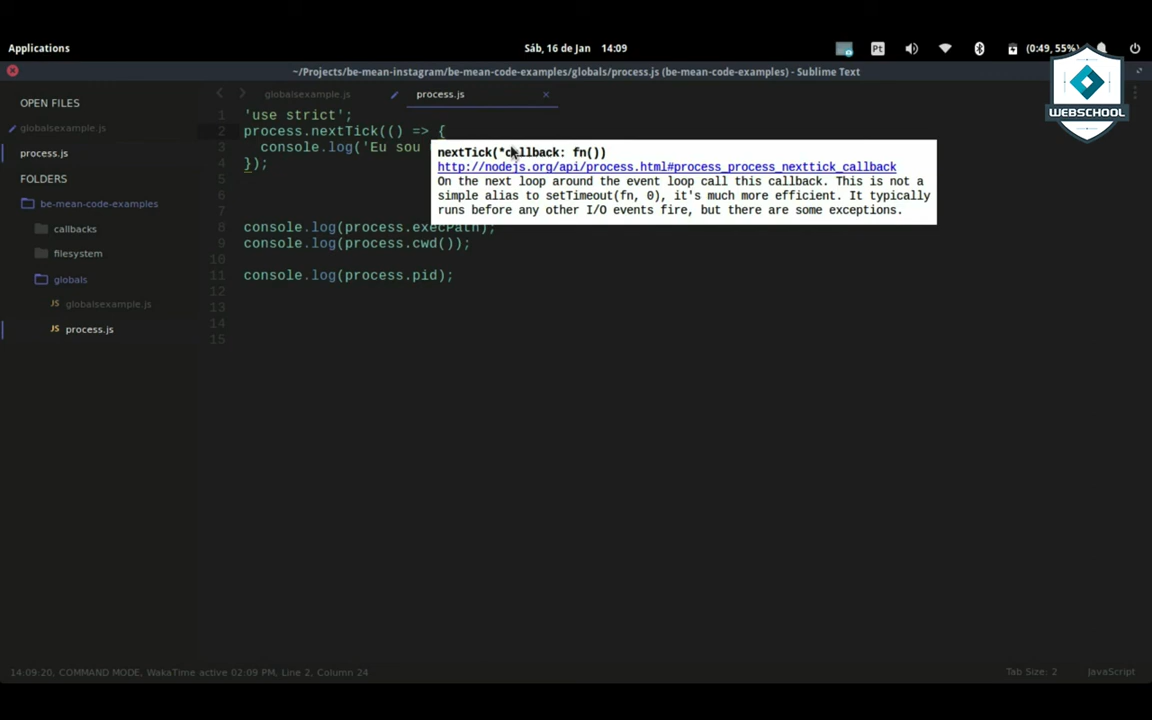 Applications
Sáb, 16 de Jan 14:09
Pt
(0:49, 55%)
~/Projects/be-mean-instagram/be-mean-code-examples/globals/process.js (be-mean-code-examples) - Sublime Text
WEBSCHOOL
OPEN FILES
globalsexample.js
process.js
FOLDERS
be-mean-code-examples
callbacks
filesystem
globals
JS globalsexample.js
JS process.js
globalsexample.js
process.js
1 'use strict';
2 process.nextTick(() => {
3 console.log('Eu sou
4 });
5
6
7
8 console.log(process.execPath);
9 console.log(process.cwd());
10
11 console.log(process.pid);
12
13
14
15
nextTick(*callback: fn())
http://nodejs.org/api/process.html#process_process_nexttick_callback
On the next loop around the event loop call this callback. This is not a
simple alias to setTimeout(fn, 0), it's much more efficient. It typically
runs before any other I/O events fire, but there are some exceptions.
14:09:20, COMMAND MODE, WakaTime active 02:09 PM, Line 2, Column 24
Tab Size: 2
JavaScript